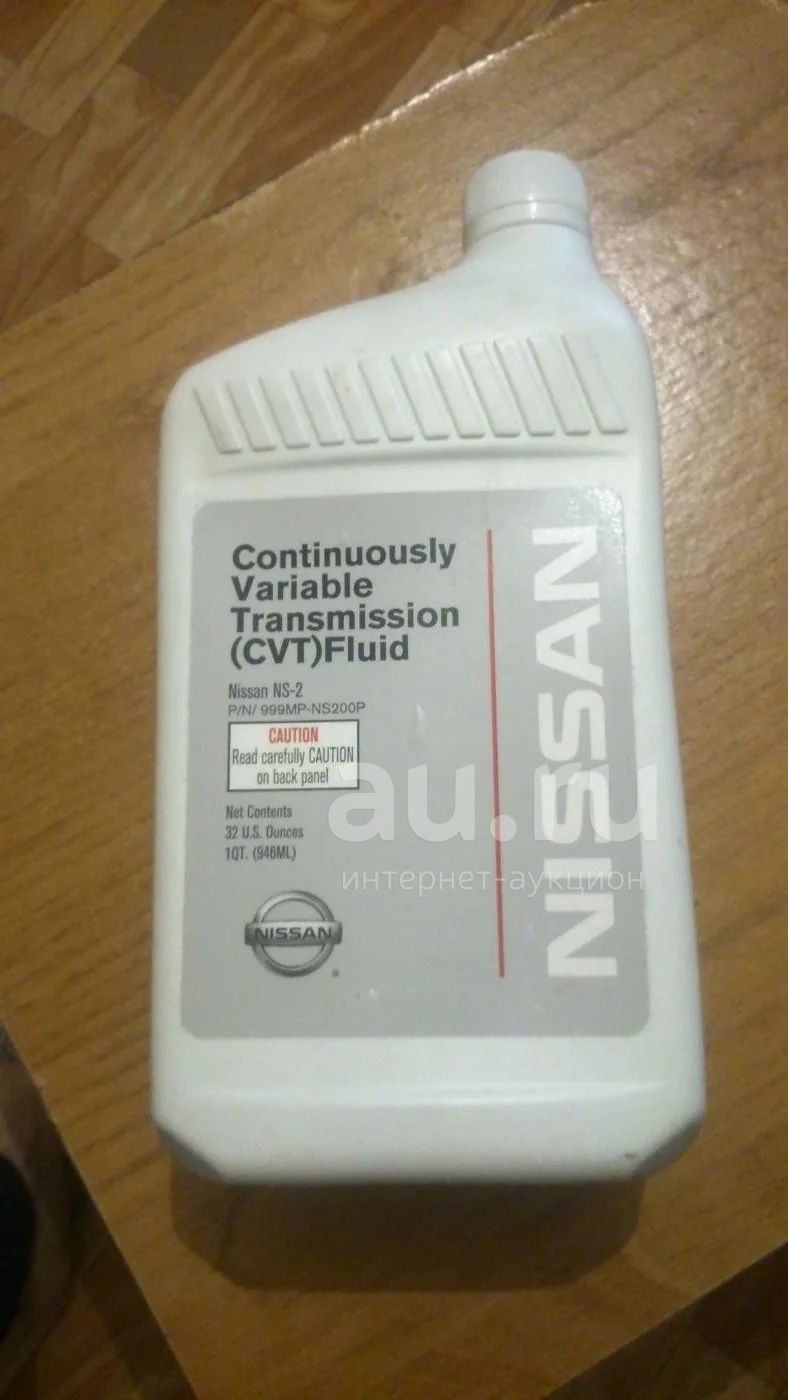 Continuously
Variable
Transmission
(CVT)Fluid
Nissan NS-2
P/N/ 999MP-NS200P
CAUTION
Read carefully CAUTION
on back panel
Net Contents
32 U.S. Ounces
1QT. (946ML)
NISSAN
®
NISSAN
au.ru
интернет-аукцион